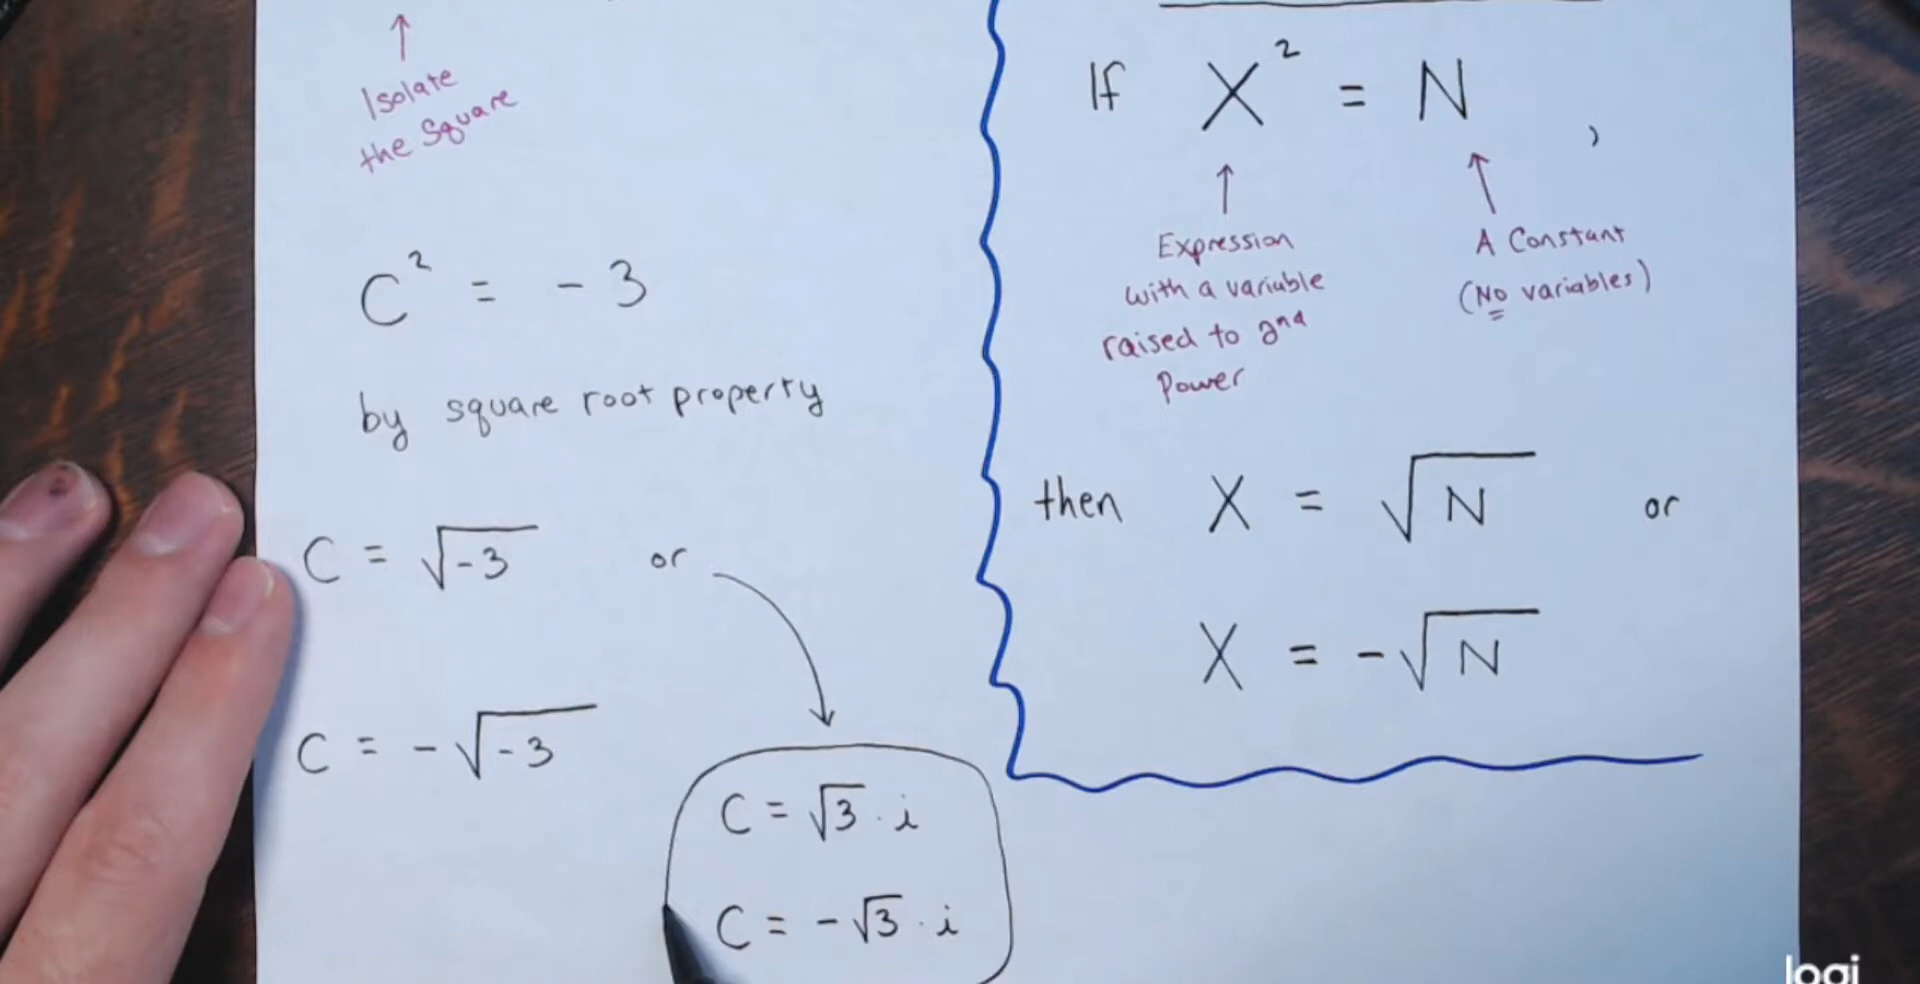 Isolate
the Square
C² = - 3
by square root property
C = √-3 or
C = - √-3
C = √3 · i
C = - √3 · i
If X² = N ,
Expression
with a variable
raised to 2nd
Power
A Constant
(No variables)
then X = √N or
X = - √N
logi